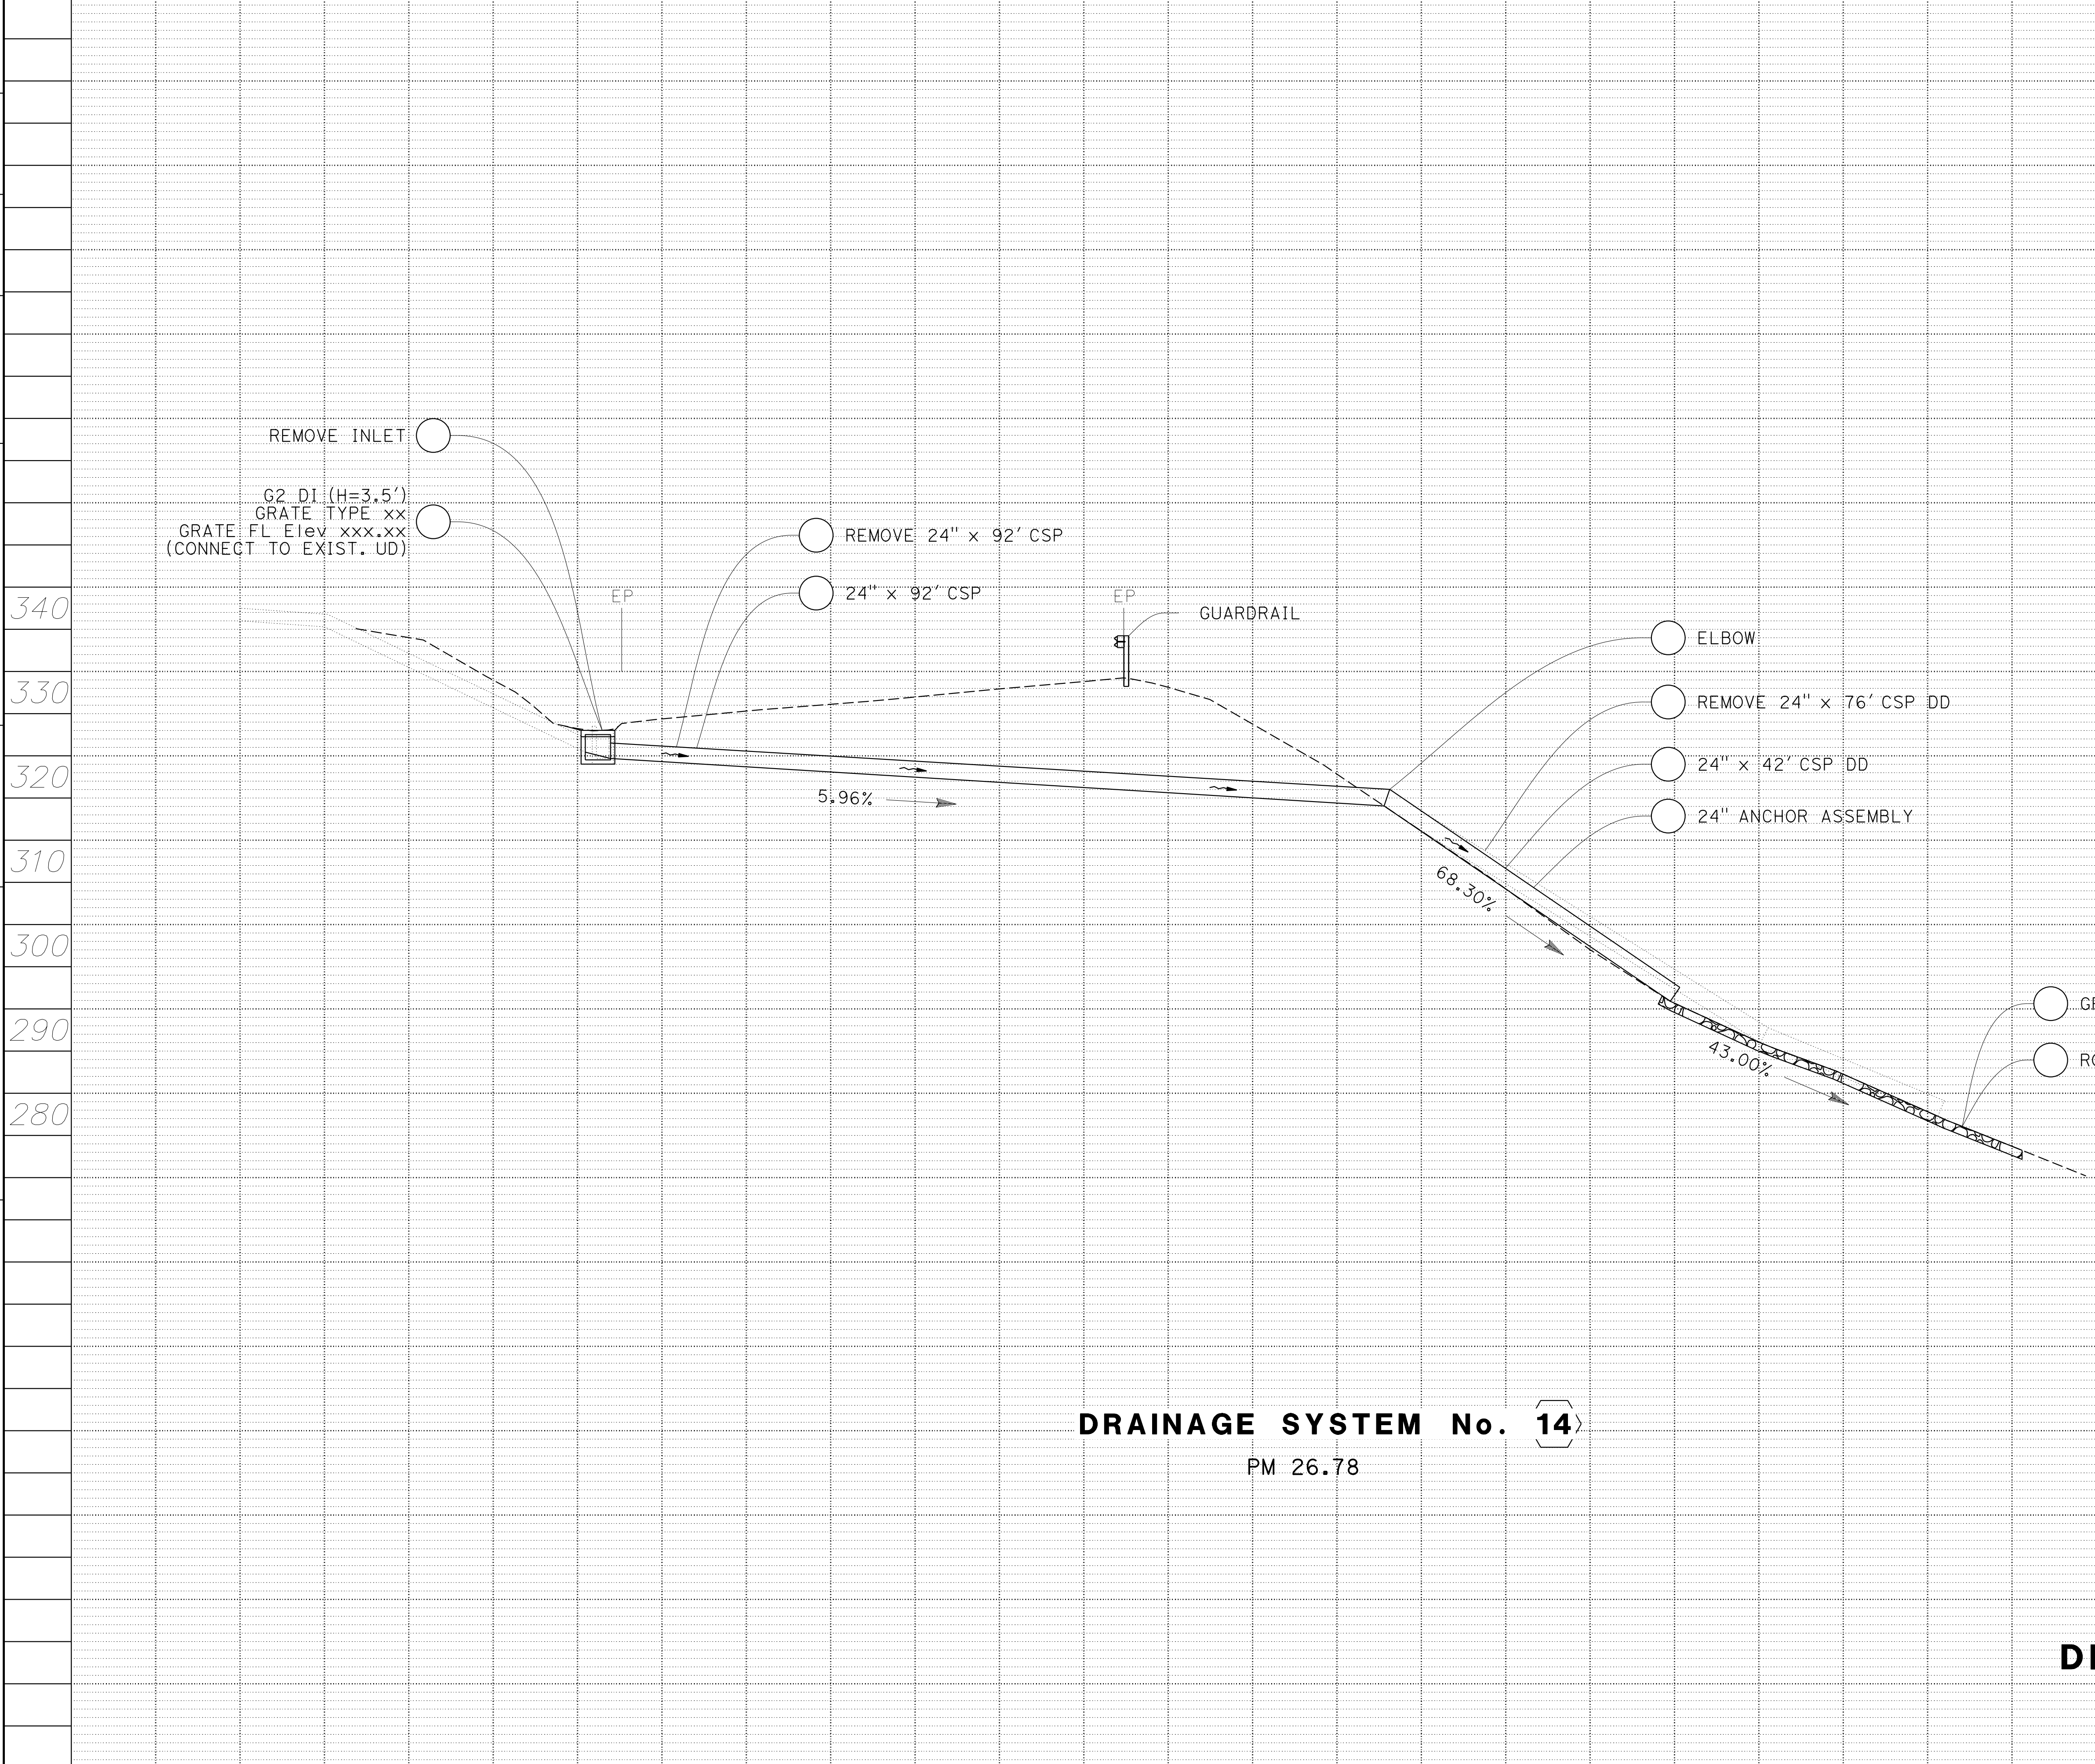 REMOVE INLET
G2 DI (H=3.5')
GRATE TYPE xx
GRATE FL Elev xxx.xx
(CONNECT TO EXIST. UD)
REMOVE 24" x 92' CSP
24" x 92' CSP
EP
EP
GUARDRAIL
ELBOW
REMOVE 24" x 76' CSP DD
24" x 42' CSP DD
24" ANCHOR ASSEMBLY
340
330
320
310
300
290
280
5.96%
68.30%
43.00%
DRAINAGE SYSTEM No. 14
PM 26.78